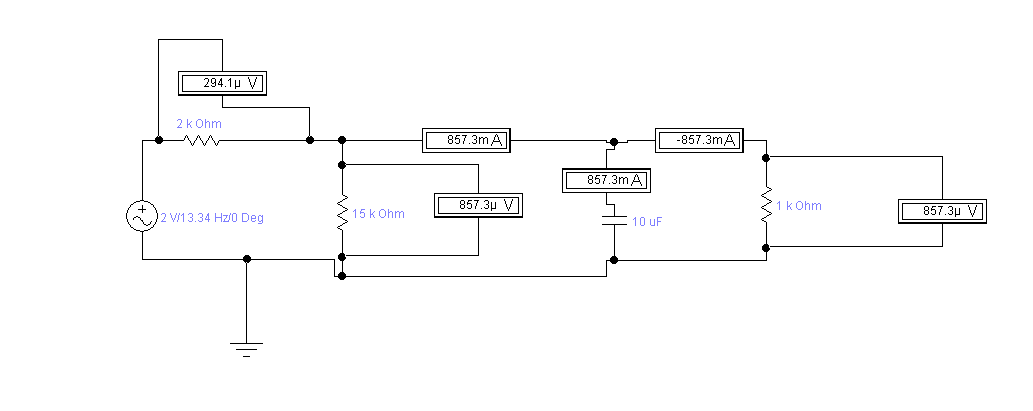 294.1µ V
2 k Ohm
857.3mA
-857.3mA
857.3mA
2 V/13.34 Hz/0 Deg
15 k Ohm
857.3µ V
10 uF
1 k Ohm
857.3µ V